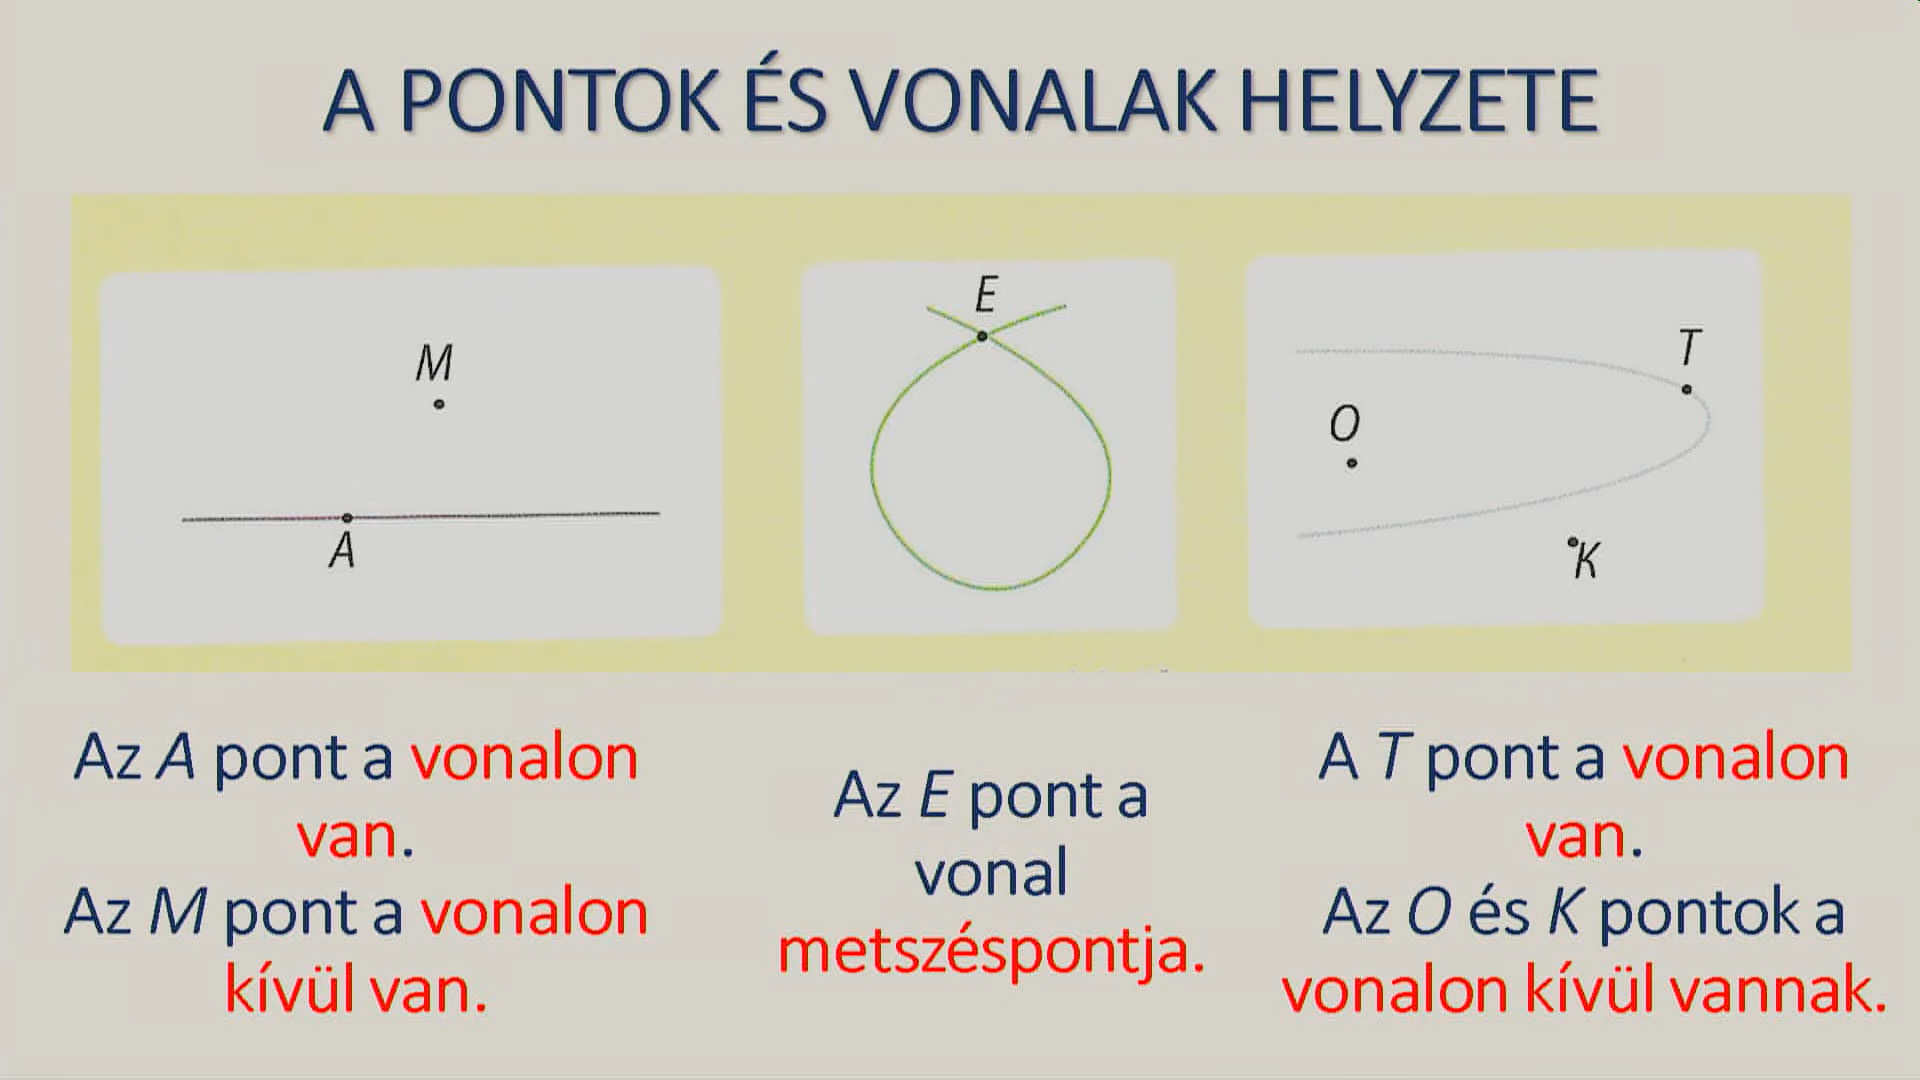 A PONTOK ÉS VONALAK HELYZETE
M
A
E
T
O
K
Az A pont a vonalon
van.
Az M pont a vonalon
kívül van.
Az E pont a
vonal
metszéspontja.
A T pont a vonalon
van.
Az O és K pontok a
vonalon kívül vannak.